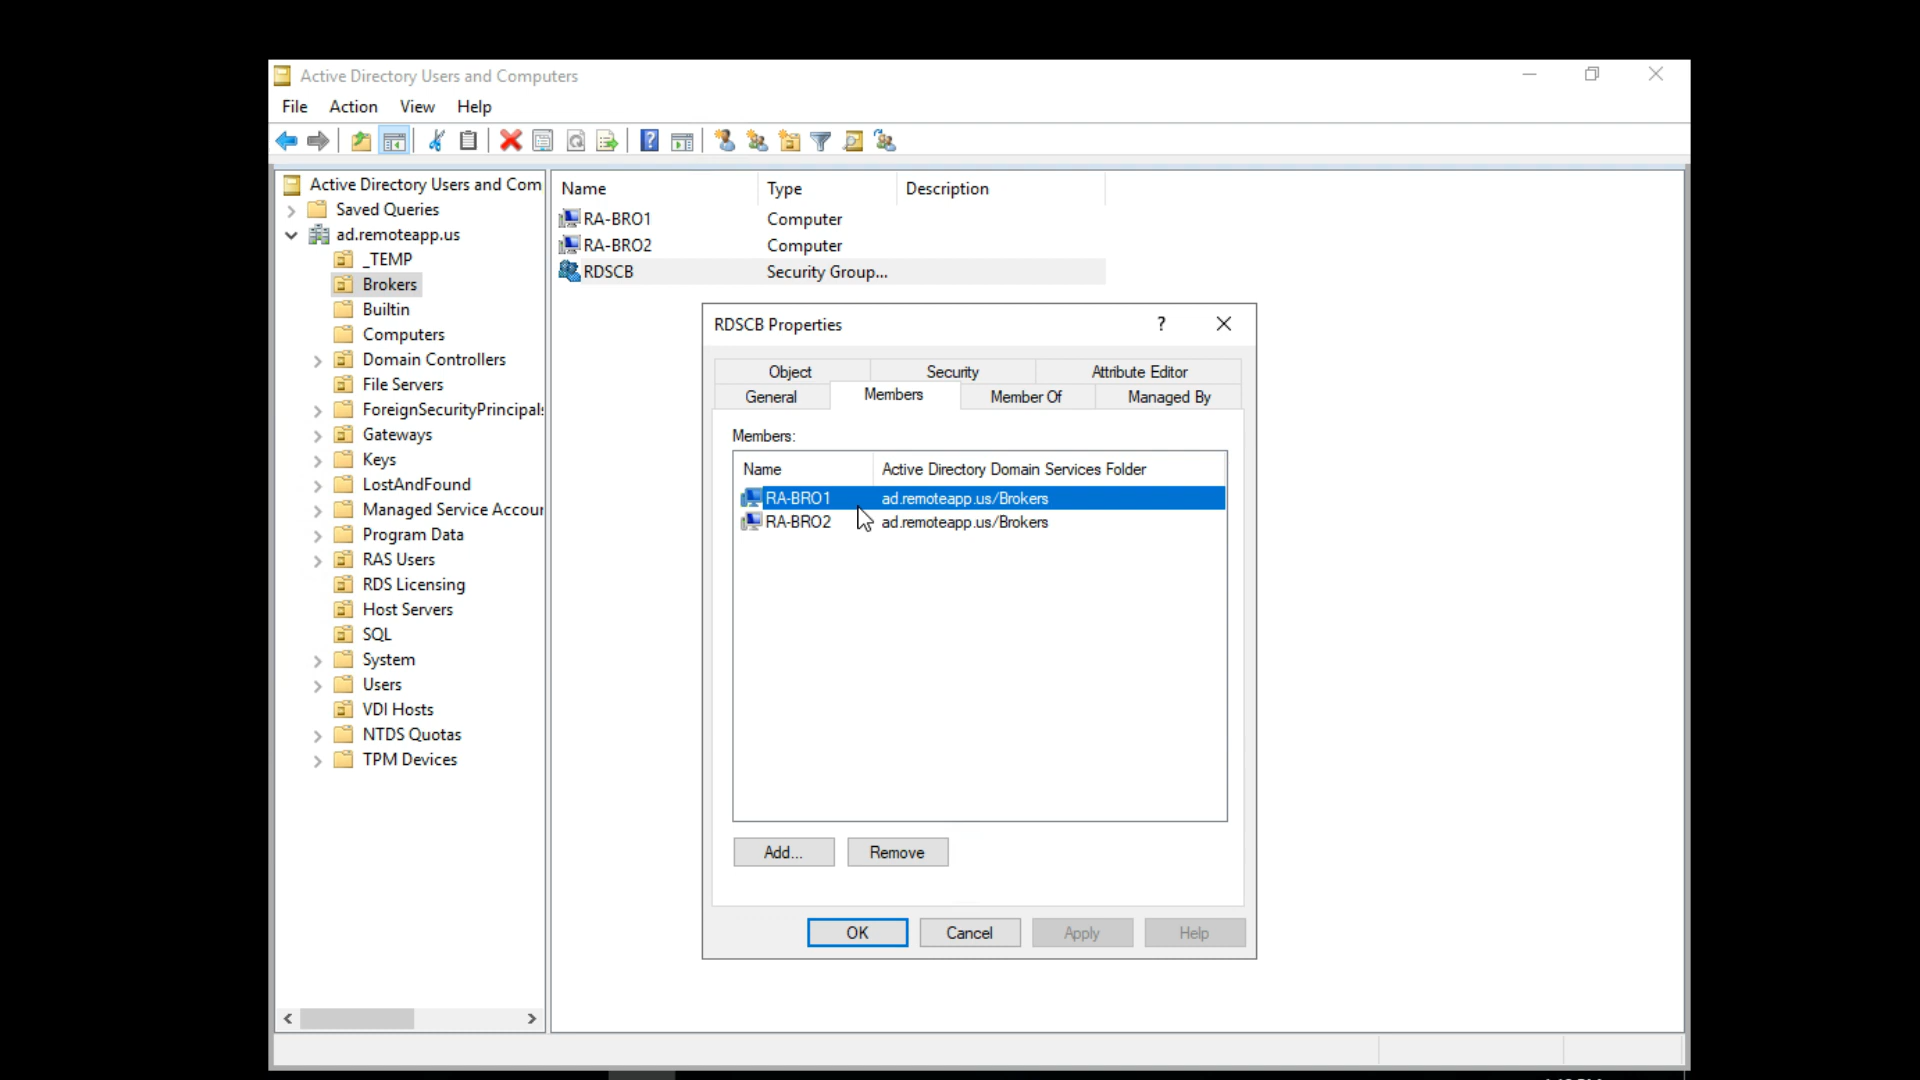 Active Directory Users and Computers
File Action View Help
Active Directory Users and Com
Saved Queries
ad.remoteapp.us
_TEMP
Brokers
Builtin
Computers
Domain Controllers
File Servers
ForeignSecurityPrincipal
Gateways
Keys
LostAndFound
Managed Service Accour
Program Data
RAS Users
RDS Licensing
Host Servers
SQL
System
Users
VDI Hosts
NTDS Quotas
TPM Devices
Name Type Description
RA-BRO1 Computer
RA-BRO2 Computer
RDSCB Security Group...
RDSCB Properties
Object Security Attribute Editor
General Members Member Of Managed By
Members:
Name Active Directory Domain Services Folder
RA-BRO1 ad.remoteapp.us/Brokers
RA-BRO2 ad.remoteapp.us/Brokers
Add... Remove
OK Cancel Apply Help